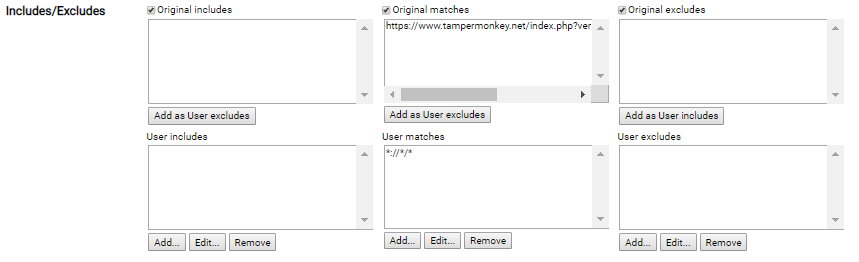 Includes/Excludes
Original includes
Original matches
Original excludes
https://www.tampermonkey.net/index.php?ver
Add as User excludes
Add as User excludes
Add as User includes
User includes
User matches
User excludes
*://*/*
Add... Edit... Remove
Add... Edit... Remove
Add... Edit... Remove